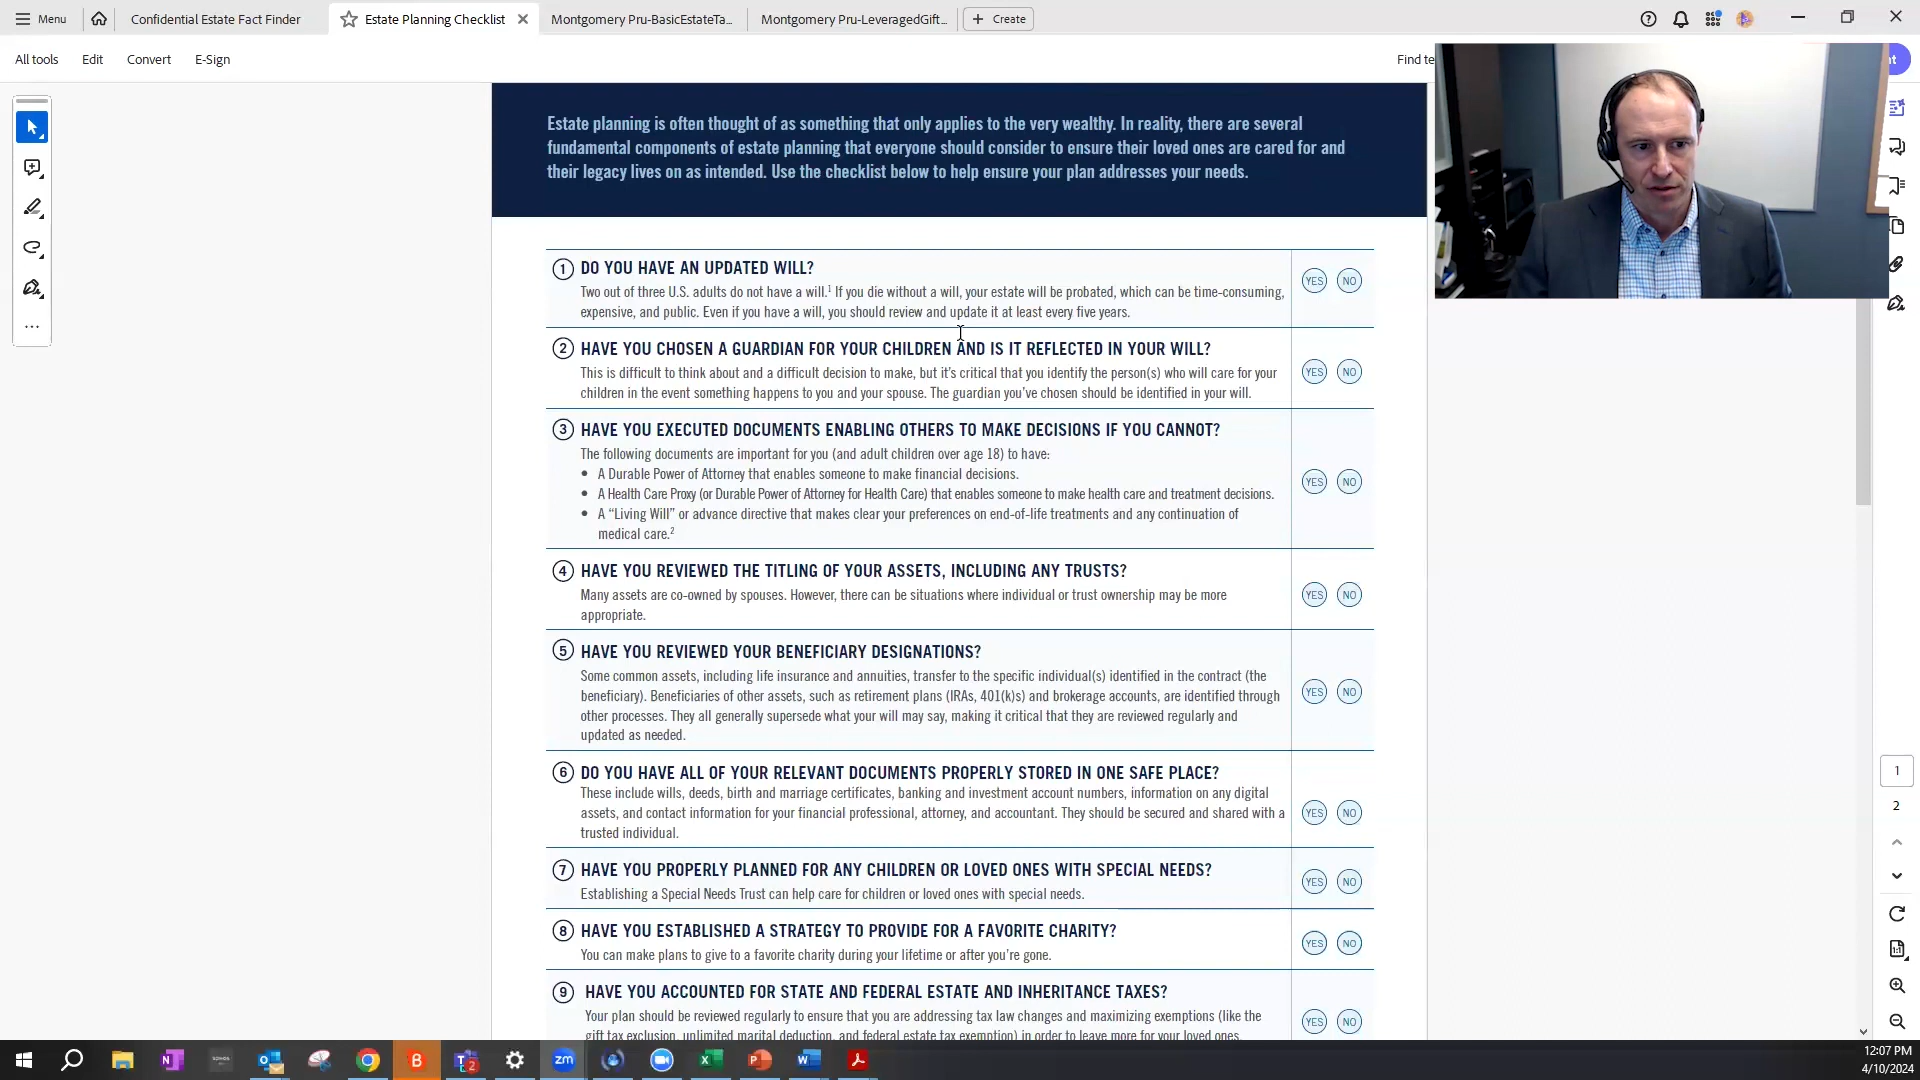 Menu
Confidential Estate Fact Finder
Estate Planning Checklist
Montgomery Pru-BasicEstateTa...
Montgomery Pru-LeveragedGift...
Create
All tools
Edit
Convert
E-Sign
Find te
nt
Estate planning is often thought of as something that only applies to the very wealthy. In reality, there are several
fundamental components of estate planning that everyone should consider to ensure their loved ones are cared for and
their legacy lives on as intended. Use the checklist below to help ensure your plan addresses your needs.
1 DO YOU HAVE AN UPDATED WILL?
Two out of three U.S. adults do not have a will.¹ If you die without a will, your estate will be probated, which can be time-consuming,
expensive, and public. Even if you have a will, you should review and update it at least every five years.
YES NO
2 HAVE YOU CHOSEN A GUARDIAN FOR YOUR CHILDREN AND IS IT REFLECTED IN YOUR WILL?
This is difficult to think about and a difficult decision to make, but it's critical that you identify the person(s) who will care for your
children in the event something happens to you and your spouse. The guardian you've chosen should be identified in your will.
YES NO
3 HAVE YOU EXECUTED DOCUMENTS ENABLING OTHERS TO MAKE DECISIONS IF YOU CANNOT?
The following documents are important for you (and adult children over age 18) to have:
• A Durable Power of Attorney that enables someone to make financial decisions.
• A Health Care Proxy (or Durable Power of Attorney for Health Care) that enables someone to make health care and treatment decisions.
• A “Living Will” or advance directive that makes clear your preferences on end-of-life treatments and any continuation of
medical care.²
YES NO
4 HAVE YOU REVIEWED THE TITLING OF YOUR ASSETS, INCLUDING ANY TRUSTS?
Many assets are co-owned by spouses. However, there can be situations where individual or trust ownership may be more
appropriate.
YES NO
5 HAVE YOU REVIEWED YOUR BENEFICIARY DESIGNATIONS?
Some common assets, including life insurance and annuities, transfer to the specific individual(s) identified in the contract (the
beneficiary). Beneficiaries of other assets, such as retirement plans (IRAs, 401(k)s) and brokerage accounts, are identified through
other processes. They all generally supersede what your will may say, making it critical that they are reviewed regularly and
updated as needed.
YES NO
6 DO YOU HAVE ALL OF YOUR RELEVANT DOCUMENTS PROPERLY STORED IN ONE SAFE PLACE?
These include wills, deeds, birth and marriage certificates, banking and investment account numbers, information on any digital
assets, and contact information for your financial professional, attorney, and accountant. They should be secured and shared with a
trusted individual.
YES NO
7 HAVE YOU PROPERLY PLANNED FOR ANY CHILDREN OR LOVED ONES WITH SPECIAL NEEDS?
Establishing a Special Needs Trust can help care for children or loved ones with special needs.
YES NO
8 HAVE YOU ESTABLISHED A STRATEGY TO PROVIDE FOR A FAVORITE CHARITY?
You can make plans to give to a favorite charity during your lifetime or after you're gone.
YES NO
9 HAVE YOU ACCOUNTED FOR STATE AND FEDERAL ESTATE AND INHERITANCE TAXES?
Your plan should be reviewed regularly to ensure that you are addressing tax law changes and maximizing exemptions (like the
gift tax exclusion, unlimited marital deduction, and federal estate tax exemption) in order to leave more for your loved ones.
YES NO
1
2
12:07 PM
4/10/2024